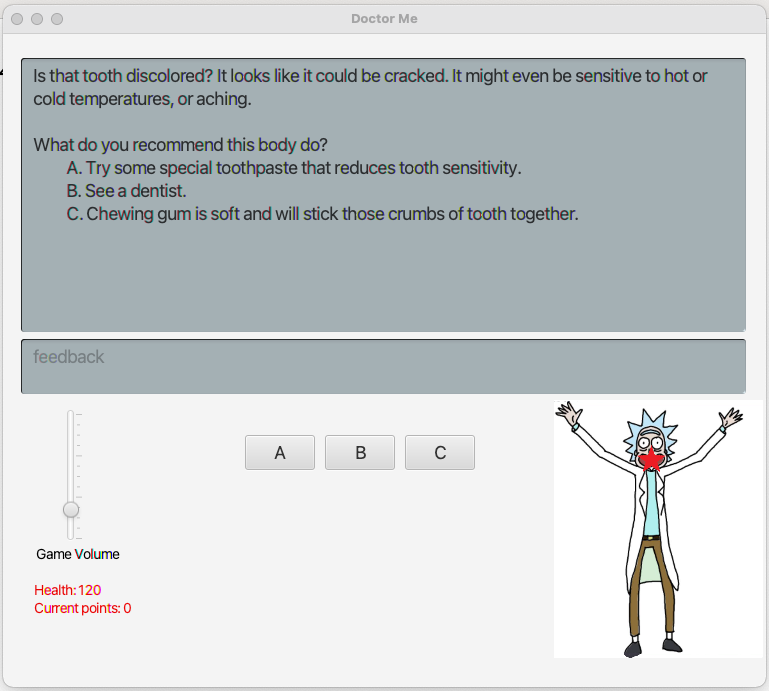 Doctor Me
Is that tooth discolored? It looks like it could be cracked. It might even be sensitive to hot or
cold temperatures, or aching.
What do you recommend this body do?
A. Try some special toothpaste that reduces tooth sensitivity.
B. See a dentist.
C. Chewing gum is soft and will stick those crumbs of tooth together.
feedback
A B C
Game Volume
Health: 120
Current points: 0